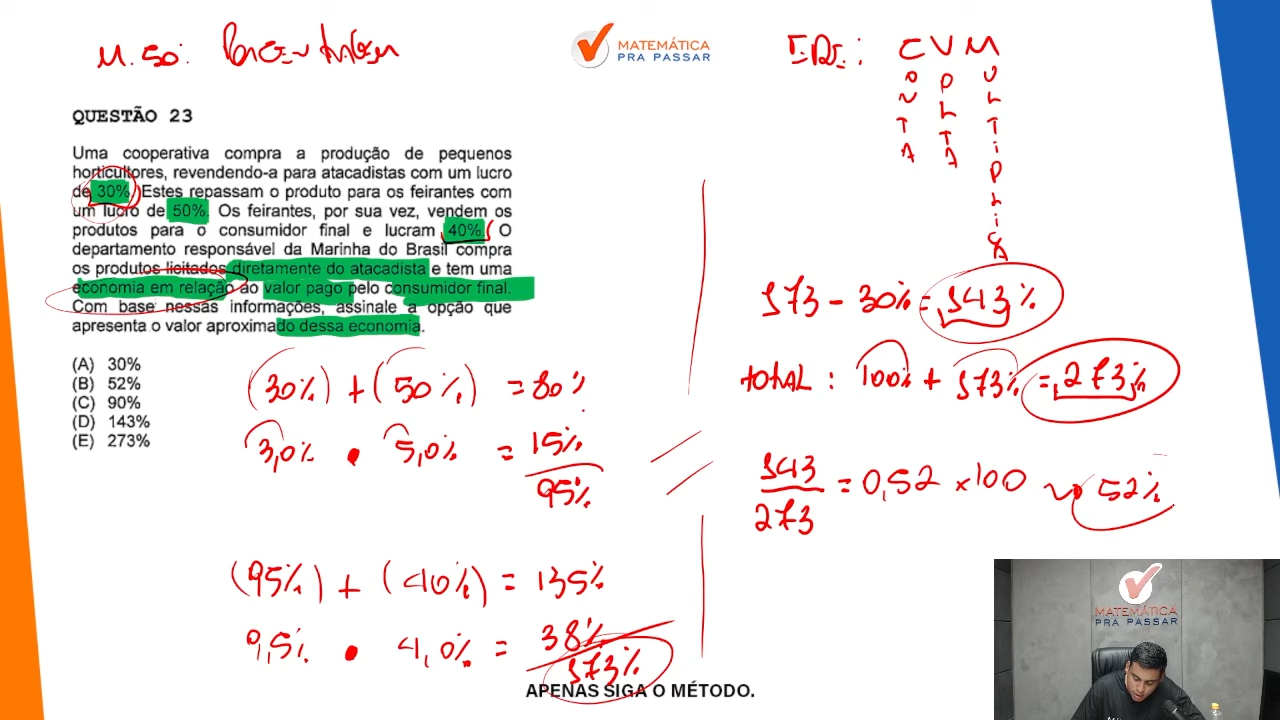 M. SD:
MATEMÁTICA
PRA PASSAR
C V M
CONTA
VOLTA
MULTIPLICA
QUESTÃO 23
Uma cooperativa compra a produção de pequenos
horticultores, revendendo-a para atacadistas com um lucro
de 30%. Estes repassam o produto para os feirantes com
um lucro de 50%. Os feirantes, por sua vez, vendem os
produtos para o consumidor final e lucram 40%. O
departamento responsável da Marinha do Brasil compra
os produtos licitados diretamente do atacadista e tem uma
economia em relação ao valor pago pelo consumidor final.
Com base nessas informações, assinale a opção que
apresenta o valor aproximado dessa economia.
(A) 30%
(B) 52%
(C) 90%
(D) 143%
(E) 273%
(30%) + (50%) = 80%
3,0% • 5,0% = 15%
95%
(95%) + (40%) = 135%
9,5% • 4,0% = 38%
173%
173 - 30% = 143%
TOTAL: 100% + 173% = 273%
143
273
= 0,52 x 100 ~> 52%
MATEMÁTICA
PRA PASSAR
APENAS SIGA O MÉTODO.